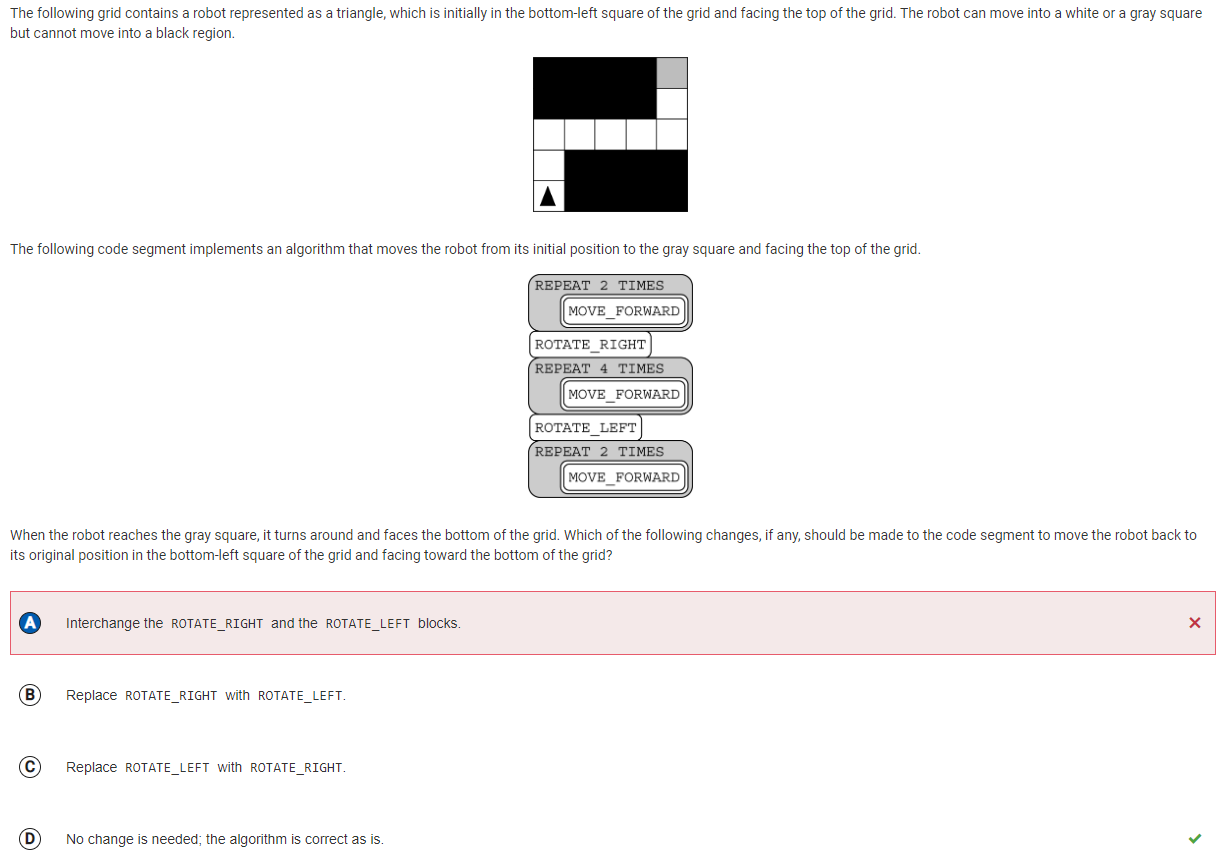 The following grid contains a robot represented as a triangle, which is initially in the bottom-left square of the grid and facing the top of the grid. The robot can move into a white or a gray square
but cannot move into a black region.
The following code segment implements an algorithm that moves the robot from its initial position to the gray square and facing the top of the grid.
REPEAT 2 TIMES
MOVE_FORWARD
ROTATE_RIGHT
REPEAT 4 TIMES
MOVE_FORWARD
ROTATE_LEFT
REPEAT 2 TIMES
MOVE_FORWARD
When the robot reaches the gray square, it turns around and faces the bottom of the grid. Which of the following changes, if any, should be made to the code segment to move the robot back to
its original position in the bottom-left square of the grid and facing toward the bottom of the grid?
A Interchange the ROTATE_RIGHT and the ROTATE_LEFT blocks.
B Replace ROTATE_RIGHT with ROTATE_LEFT.
C Replace ROTATE_LEFT with ROTATE_RIGHT.
D No change is needed; the algorithm is correct as is.